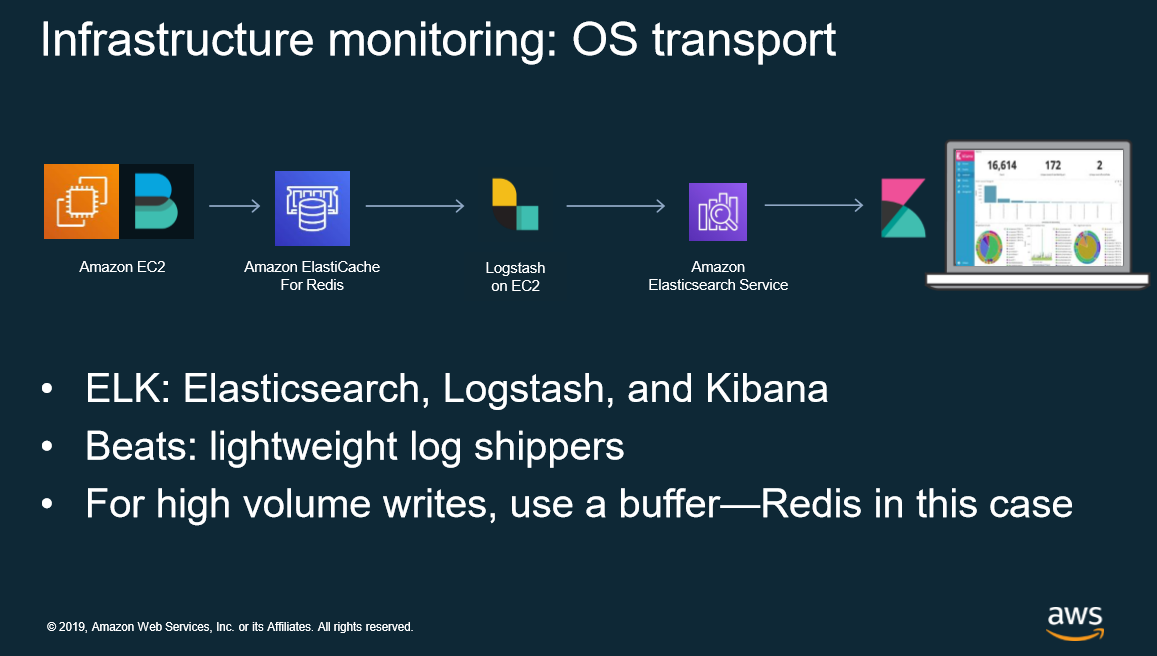 Infrastructure monitoring: OS transport
16,614
172
2
Amazon EC2
Amazon ElastiCache
For Redis
Logstash
on EC2
Amazon
Elasticsearch Service
• ELK: Elasticsearch, Logstash, and Kibana
• Beats: lightweight log shippers
• For high volume writes, use a buffer—Redis in this case
© 2019, Amazon Web Services, Inc. or its Affiliates. All rights reserved.
aws